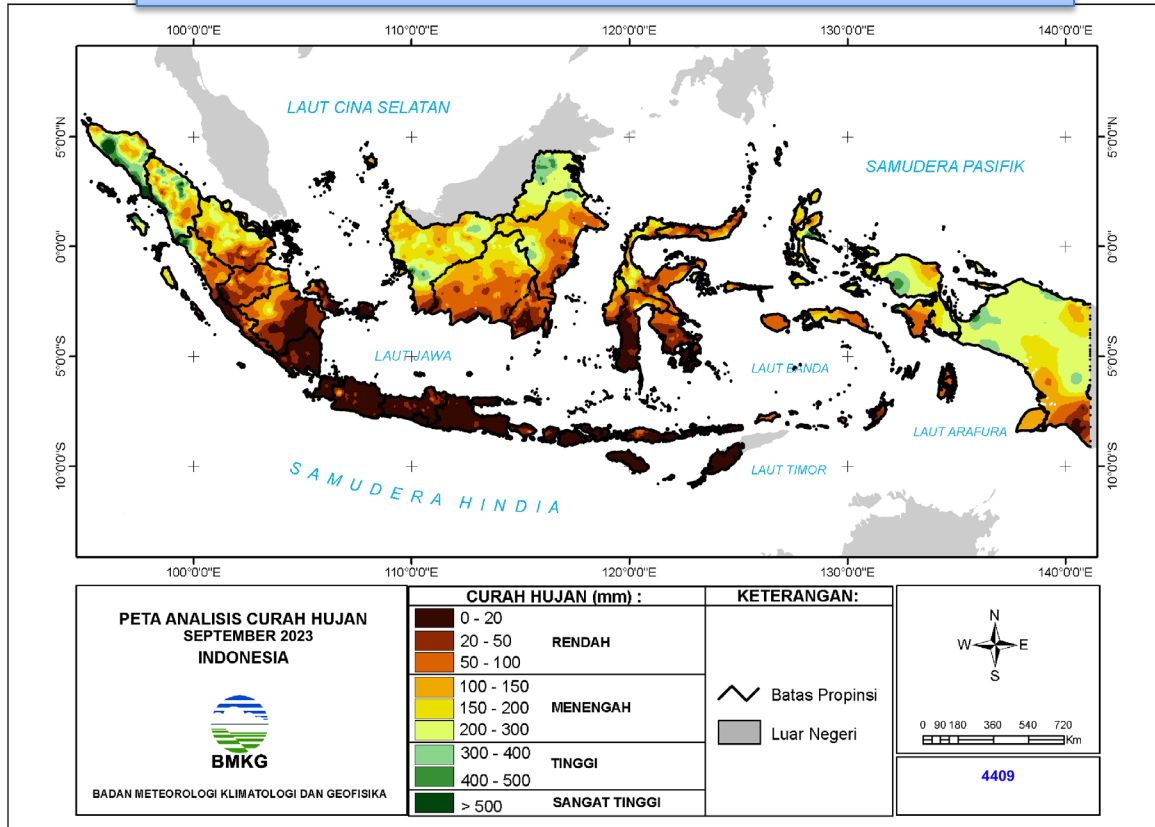 100°0'0"E 110°0'0"E 120°0'0"E 130°0'0"E 140°0'0"E
LAUT CINA SELATAN
5°0'0"N 5°0'0"N
SAMUDERA PASIFIK
0°0'0" 0°0'0"
5°0'0"S 5°0'0"S
LAUT JAWA
LAUT BANDA
LAUT ARAFURA
10°0'0"S 10°0'0"S
LAUT TIMOR
SAMUDERA HINDIA
100°0'0"E 110°0'0"E 120°0'0"E 130°0'0"E 140°0'0"E
PETA ANALISIS CURAH HUJAN
SEPTEMBER 2023
INDONESIA
BMKG
BADAN METEOROLOGI KLIMATOLOGI DAN GEOFISIKA
CURAH HUJAN (mm) :
0 - 20
20 - 50 RENDAH
50 - 100
100 - 150
150 - 200 MENENGAH
200 - 300
300 - 400
TINGGI
400 - 500
> 500 SANGAT TINGGI
KETERANGAN:
Batas Propinsi
Luar Negeri
N
W E
S
0 90 180 360 540 720
Km
4409